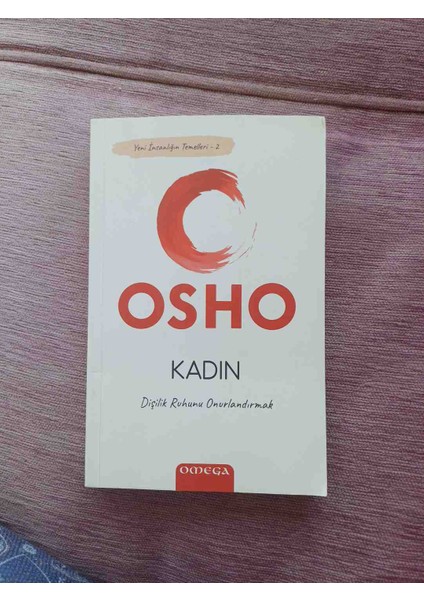 Yeni İnsanlığın Temelleri - 2
OSHO
KADIN
Dişilik Ruhunu Onurlandırmak
OMEGA